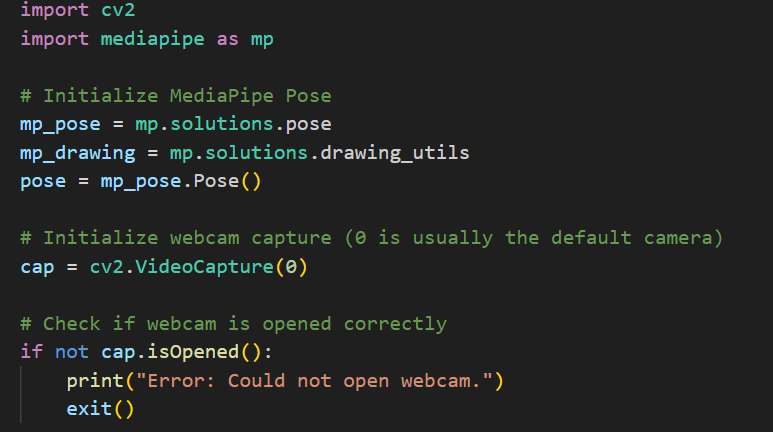 import cv2
import mediapipe as mp
# Initialize MediaPipe Pose
mp_pose = mp.solutions.pose
mp_drawing = mp.solutions.drawing_utils
pose = mp_pose.Pose()
# Initialize webcam capture (0 is usually the default camera)
cap = cv2.VideoCapture(0)
# Check if webcam is opened correctly
if not cap.isOpened():
    print("Error: Could not open webcam.")
    exit()